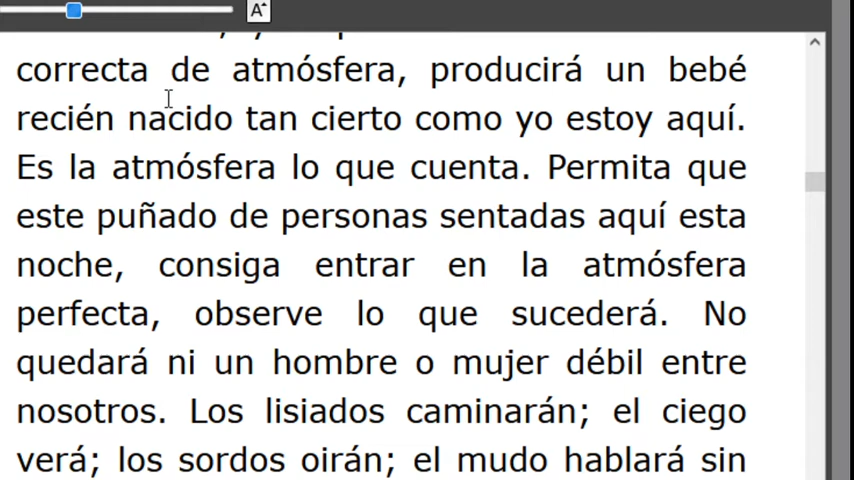 A
correcta de atmósfera, producirá un bebé
recién nacido tan cierto como yo estoy aquí.
Es la atmósfera lo que cuenta. Permita que
este puñado de personas sentadas aquí esta
noche, consiga entrar en la atmósfera
perfecta, observe lo que sucederá. No
quedará ni un hombre o mujer débil entre
nosotros. Los lisiados caminarán; el ciego
verá; los sordos oirán; el mudo hablará sin